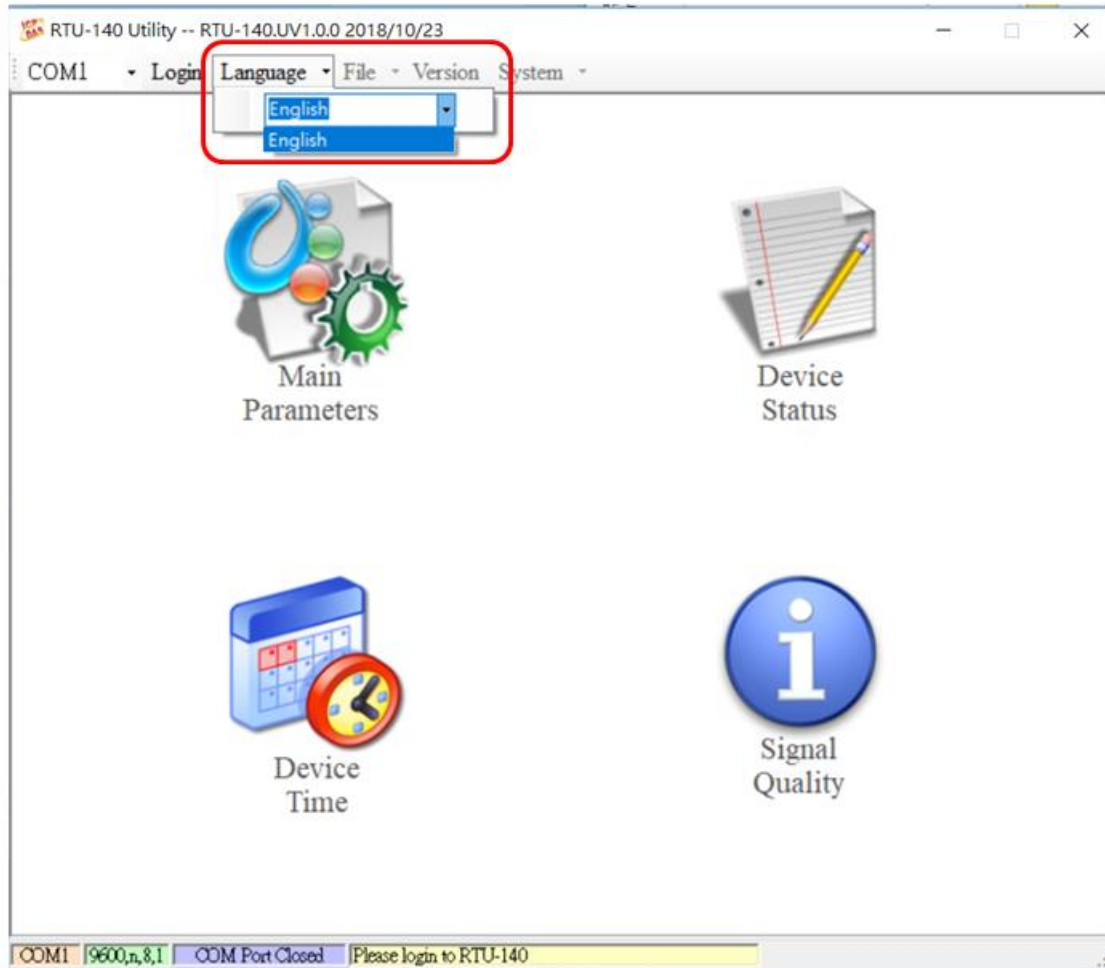 RTU-140 Utility -- RTU-140.UV1.0.0 2018/10/23
COM1 Login Language File Version System
English
English
Main
Parameters
Device
Status
Device
Time
Signal
Quality
COM1 9600,n,8,1 COM Port Closed Please login to RTU-140